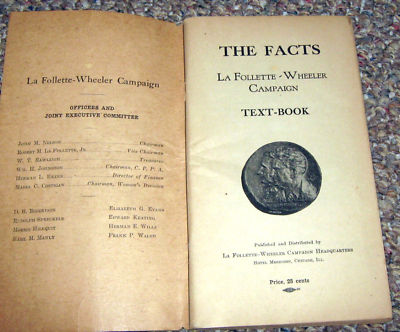 La Follette-Wheeler Campaign
OFFICERS AND
JOINT EXECUTIVE COMMITTEE
JOHN M. NELSON Chairman
ROBERT M. LA FOLLETTE, JR. Vice Chairman
W. T. RAWLEIGH Treasurer
WM. H. JOHNSTON Chairman, C. P. P. A.
HERMAN L. EKERN Director of Finance
MABEL C. COSTIGAN Chairman, Women's Division
D. B. ROBERTSON ELISABETH G. EVANS
RUDOLPH SPRECKELS EDWARD KEATING
MORRIS HILLQUIT HERMAN E. WILLS
BASIL M. MANLY FRANK P. WALSH
THE FACTS
LA FOLLETTE - WHEELER
CAMPAIGN
TEXT-BOOK
Published and Distributed by
LA FOLLETTE-WHEELER CAMPAIGN HEADQUARTERS
HOTEL MORRISON, CHICAGO, ILL.
Price, 25 cents